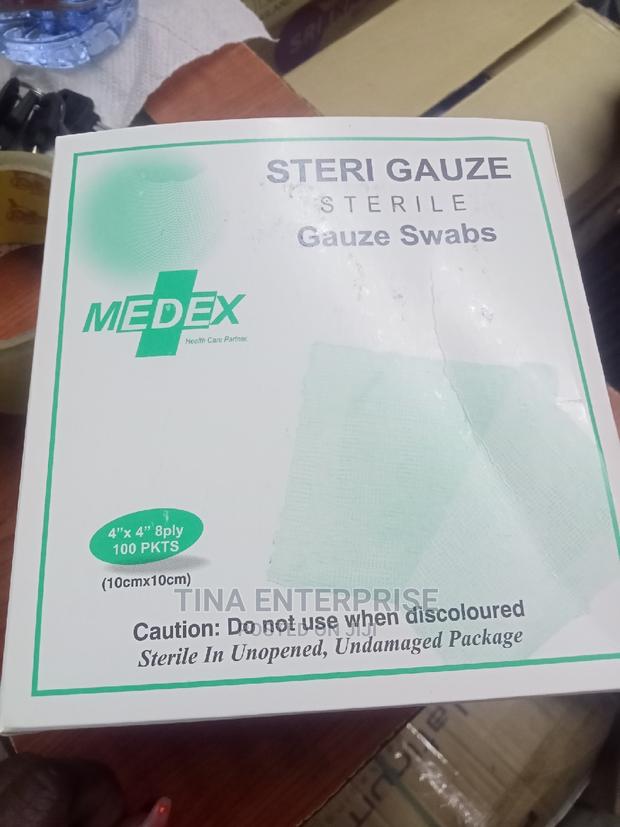 STERI GAUZE
STERILE
Gauze Swabs
MEDEX
Health Care Partner.
4"x 4" 8ply
100 PKTS
(10cmx10cm)
TINA ENTERPRISE
POSTED ON JIJI
Caution: Do not use when discoloured
Sterile In Unopened, Undamaged Package